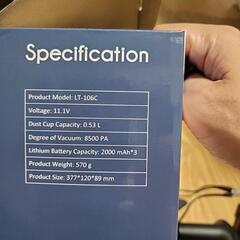 Specification
Product Model: LT-106C
Voltage: 11.1V
Dust Cup Capacity: 0.53 L
Degree of Vacuum: 8500 PA
Lithium Battery Capacity: 2000 mAh*3
Product Weight: 570 g
Product Size: 377*120*89 mm